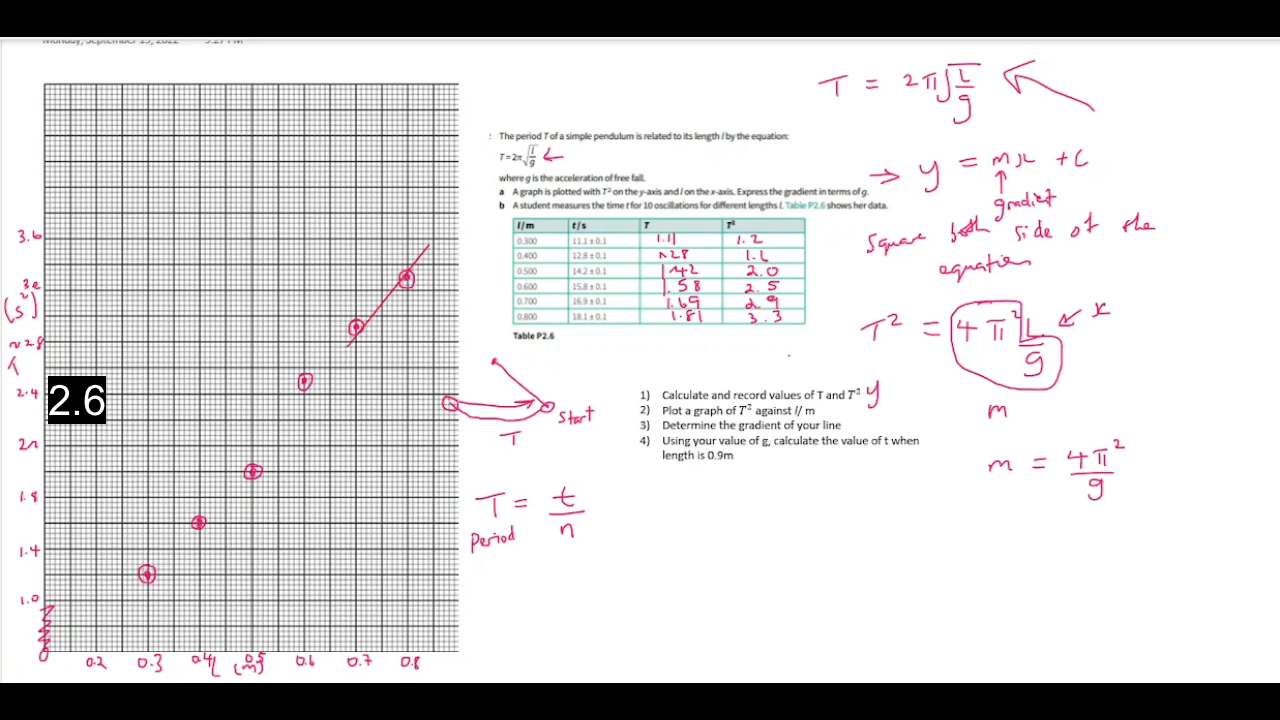 T = 2π√L/g
: The period T of a simple pendulum is related to its length l by the equation:
T = 2π√l/g
where g is the acceleration of free fall.
a A graph is plotted with T² on the y-axis and l on the x-axis. Express the gradient in terms of g.
b A student measures the time t for 10 oscillations for different lengths l. Table P2.6 shows her data.
l/m t/s T T²
0.300 11.1 ± 0.1 1.11 1.2
0.400 12.8 ± 0.1 1.28 1.6
0.500 14.2 ± 0.1 1.42 2.0
0.600 15.8 ± 0.1 1.58 2.5
0.700 16.9 ± 0.1 1.69 2.9
0.800 18.1 ± 0.1 1.81 3.3
Table P2.6
→ y = mx + c
gradient
Square both side of the
equation
T² = 4π² L/g
x
y
m
m = 4π²/g
1) Calculate and record values of T and T²
2) Plot a graph of T² against l/ m
3) Determine the gradient of your line
4) Using your value of g, calculate the value of t when
length is 0.9m
Start
T
T = t/n
Period
3.6
3.2
(s²)
2.8
2.4
2.6
2.2
1.8
1.4
1.0
0
0.2 0.3 0.4 0.5 0.6 0.7 0.8
L (m)